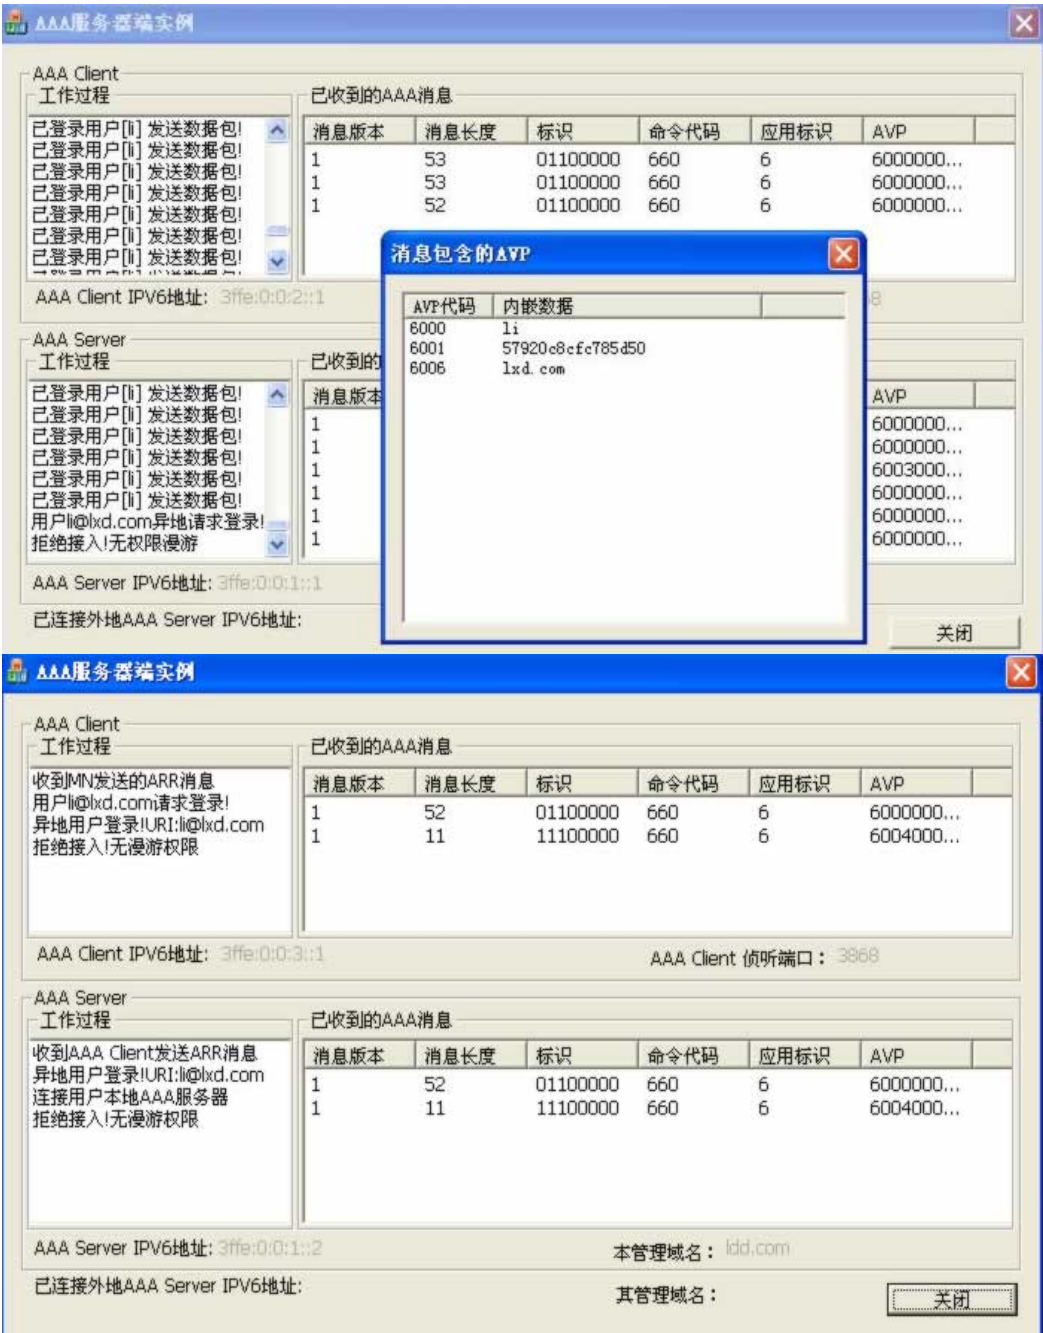 AAA服务器端实例
AAA Client
工作过程
已登录用户[li] 发送数据包!
已登录用户[li] 发送数据包!
已登录用户[li] 发送数据包!
已登录用户[li] 发送数据包!
已登录用户[li] 发送数据包!
已登录用户[li] 发送数据包!
已登录用户[li] 发送数据包!
已收到的AAA消息
消息版本 消息长度 标识 命令代码 应用标识 AVP
1 53 01100000 660 6 6000000...
1 53 01100000 660 6 6000000...
1 52 01100000 660 6 6000000...
AAA Client IPV6地址: 3ffe:0:0:2::1
消息包含的AVP
AVP代码 内嵌数据
6000 li
6001 57920c8cfc785d50
6006 lxd.com
AAA Server
工作过程
已登录用户[li] 发送数据包!
已登录用户[li] 发送数据包!
已登录用户[li] 发送数据包!
已登录用户[li] 发送数据包!
已登录用户[li] 发送数据包!
已登录用户[li] 发送数据包!
用户li@lxd.com异地请求登录!
拒绝接入!无权限漫游
已收到的
消息版本 AVP
1 6000000...
1 6000000...
1 6003000...
1 6000000...
1 6000000...
1 6000000...
AAA Server IPV6地址: 3ffe:0:0:1::1
已连接外地AAA Server IPV6地址:
关闭
AAA服务器端实例
AAA Client
工作过程
收到MN发送的ARR消息
用户li@lxd.com请求登录!
异地用户登录!URI:li@lxd.com
拒绝接入!无漫游权限
已收到的AAA消息
消息版本 消息长度 标识 命令代码 应用标识 AVP
1 52 01100000 660 6 6000000...
1 11 11100000 660 6 6004000...
AAA Client IPV6地址: 3ffe:0:0:3::1
AAA Client 侦听端口： 3868
AAA Server
工作过程
收到AAA Client发送ARR消息
异地用户登录!URI:li@lxd.com
连接用户本地AAA服务器
拒绝接入!无漫游权限
已收到的AAA消息
消息版本 消息长度 标识 命令代码 应用标识 AVP
1 52 01100000 660 6 6000000...
1 11 11100000 660 6 6004000...
AAA Server IPV6地址: 3ffe:0:0:1::2
本管理域名： ldd.com
已连接外地AAA Server IPV6地址:
其管理域名：
关闭